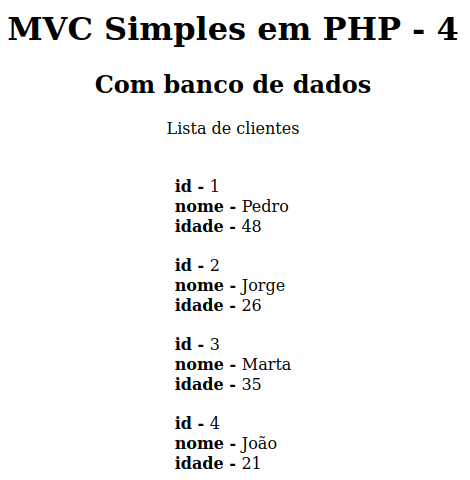 MVC Simples em PHP - 4
Com banco de dados
Lista de clientes
id - 1
nome - Pedro
idade - 48
id - 2
nome - Jorge
idade - 26
id - 3
nome - Marta
idade - 35
id - 4
nome - João
idade - 21